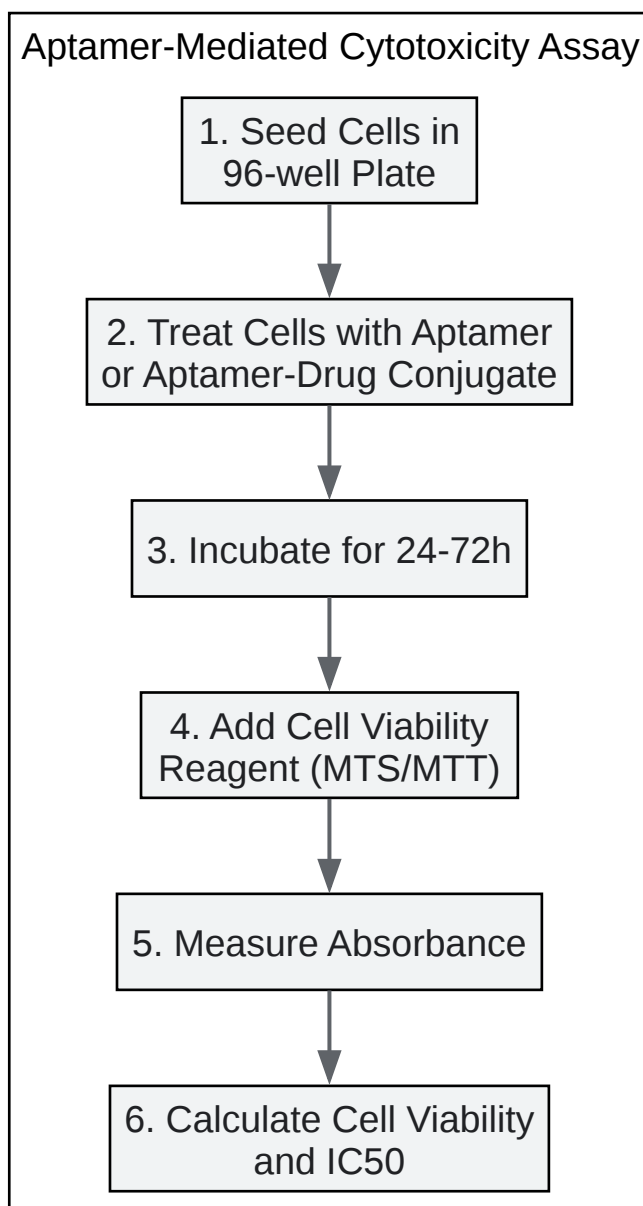 Aptamer-Mediated Cytotoxicity Assay
1. Seed Cells in
96-well Plate
2. Treat Cells with Aptamer
or Aptamer-Drug Conjugate
3. Incubate for 24-72h
4. Add Cell Viability
Reagent (MTS/MTT)
5. Measure Absorbance
6. Calculate Cell Viability
and IC50